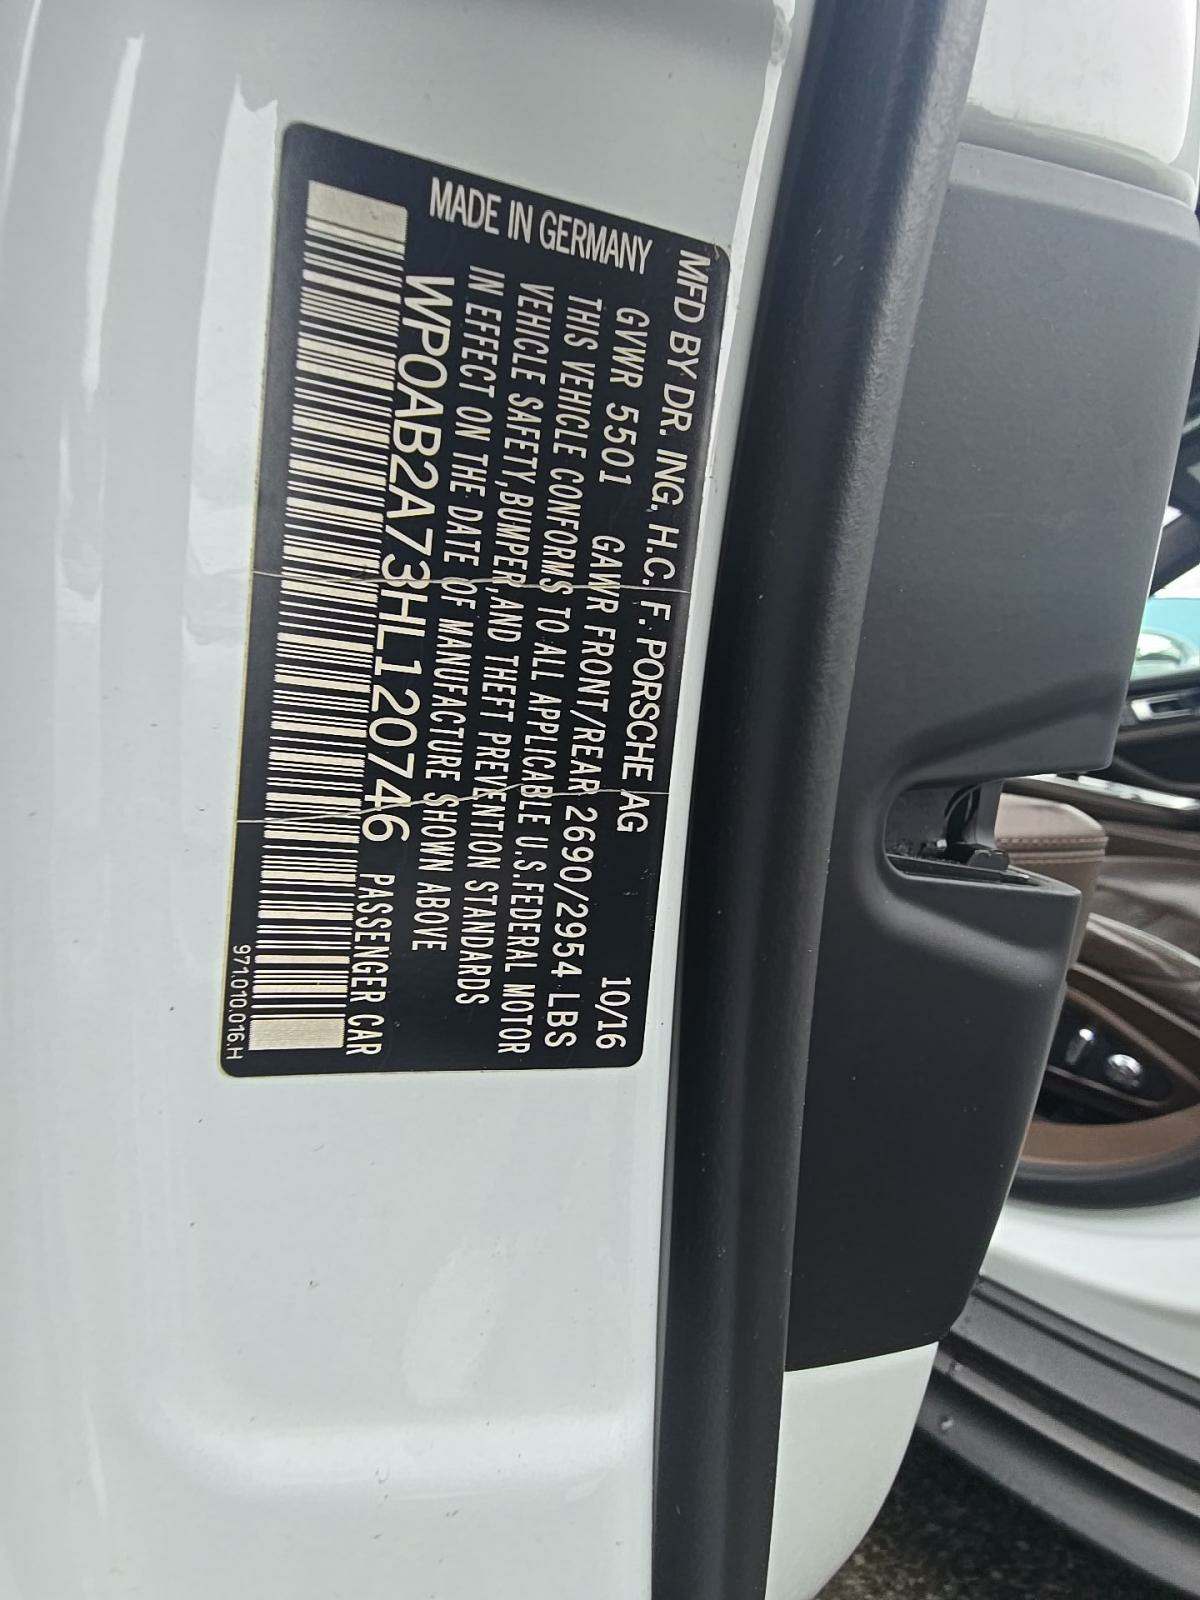 MFD BY DR. ING. H.C. F. PORSCHE AG 10/16
GVWR 5501 GAWR FRONT/REAR 2690/2954 LBS
THIS VEHICLE CONFORMS TO ALL APPLICABLE U.S.FEDERAL MOTOR
VEHICLE SAFETY,BUMPER,AND THEFT PREVENTION STANDARDS
IN EFFECT ON THE DATE OF MANUFACTURE SHOWN ABOVE
MADE IN GERMANY
WP0AB2A73HL120746 PASSENGER CAR
971.010.016.H